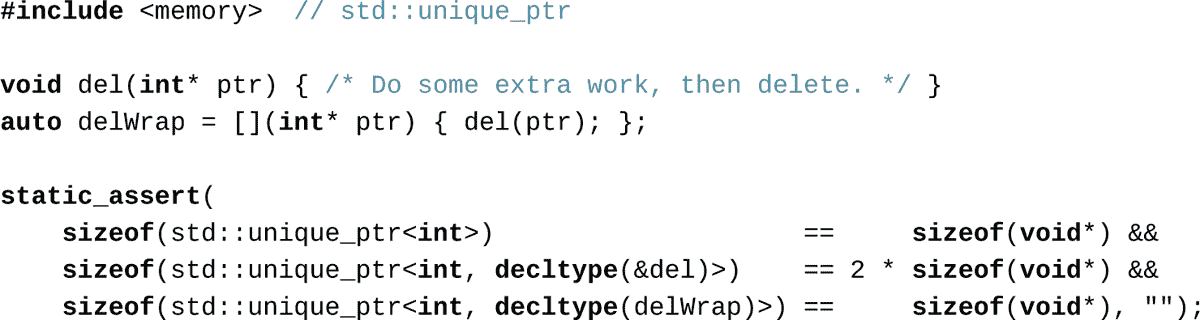 #include <memory>  // std::unique_ptr

void del(int* ptr) { /* Do some extra work, then delete. */ }
auto delWrap = [](int* ptr) { del(ptr); };

static_assert(
    sizeof(std::unique_ptr<int>)                    ==     sizeof(void*) &&
    sizeof(std::unique_ptr<int, decltype(&del)>)    == 2 * sizeof(void*) &&
    sizeof(std::unique_ptr<int, decltype(delWrap)>) ==     sizeof(void*), "");